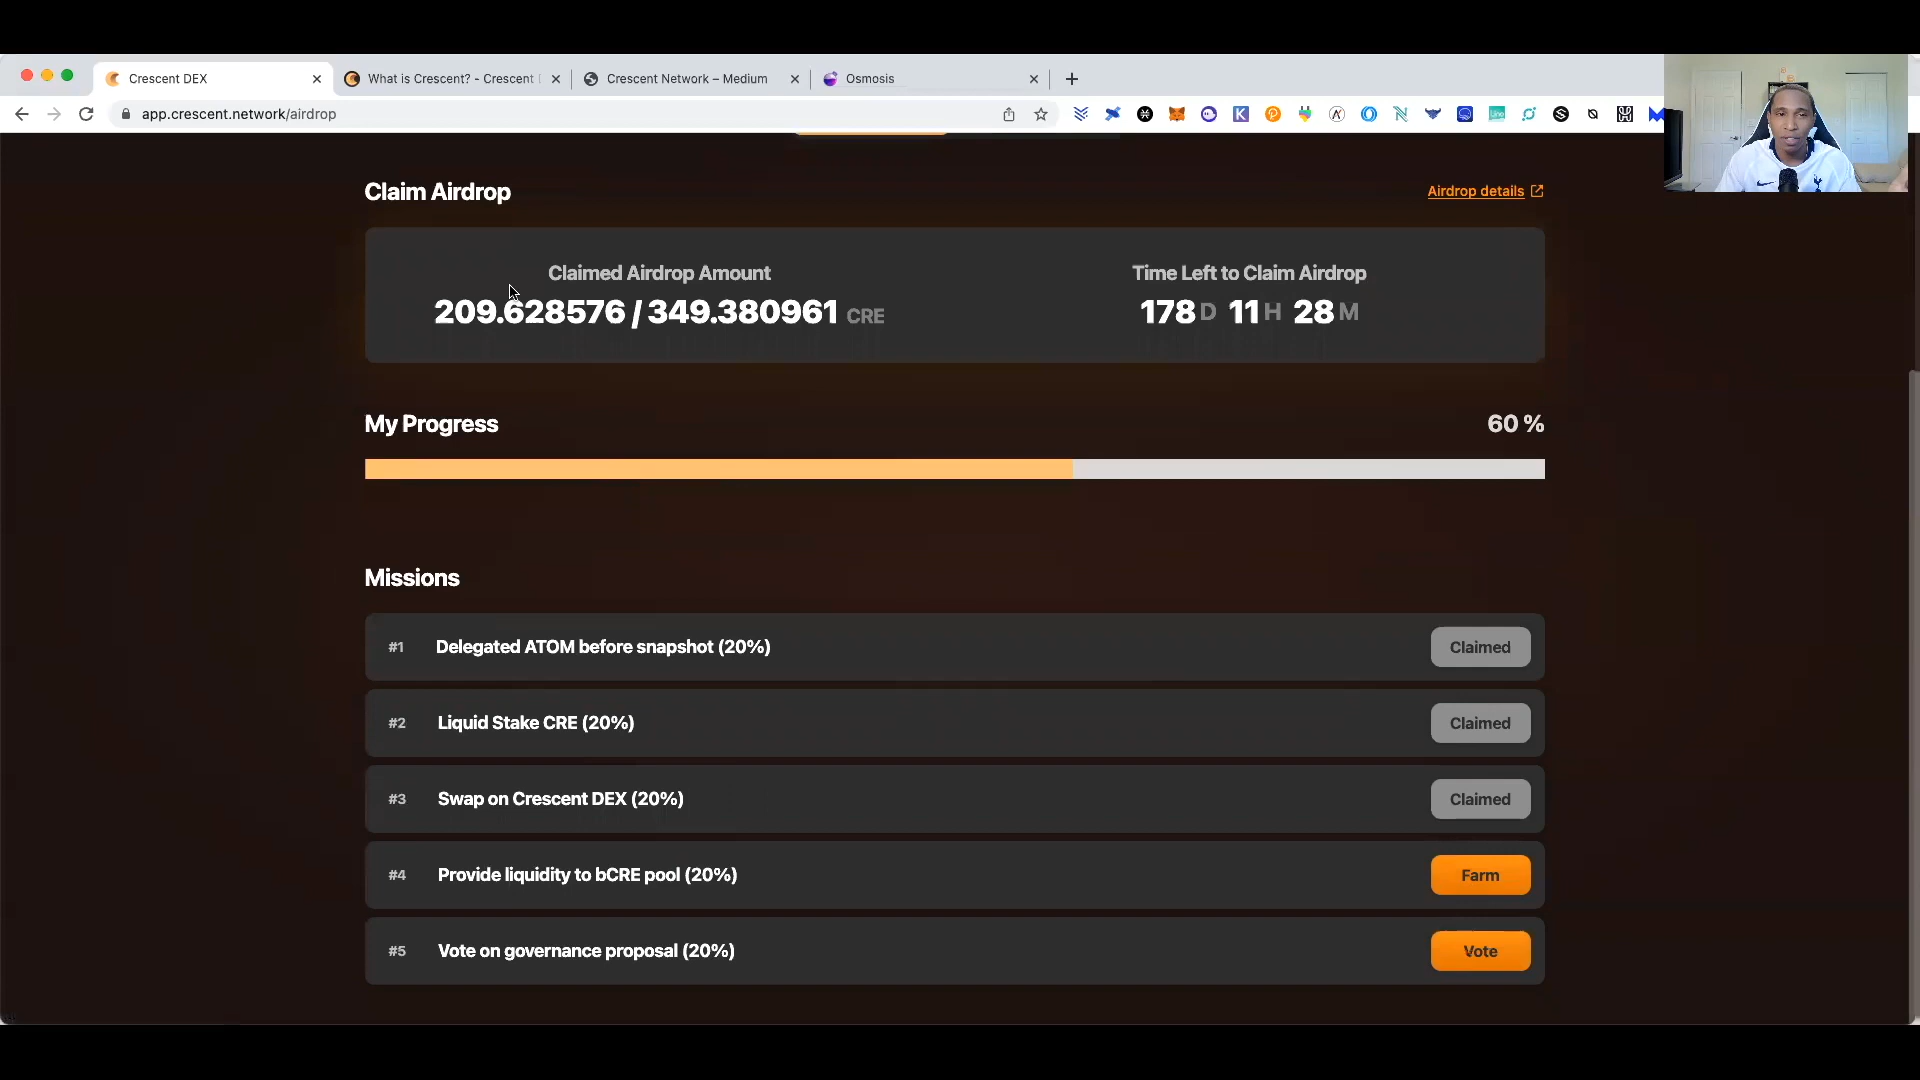 Crescent DEX
What is Crescent? - Crescent
Crescent Network – Medium
Osmosis
app.crescent.network/airdrop
Claim Airdrop
Airdrop details
Claimed Airdrop Amount
209.628576 / 349.380961 CRE
Time Left to Claim Airdrop
178 D 11 H 28 M
My Progress
60 %
Missions
#1 Delegated ATOM before snapshot (20%) Claimed
#2 Liquid Stake CRE (20%) Claimed
#3 Swap on Crescent DEX (20%) Claimed
#4 Provide liquidity to bCRE pool (20%) Farm
#5 Vote on governance proposal (20%) Vote